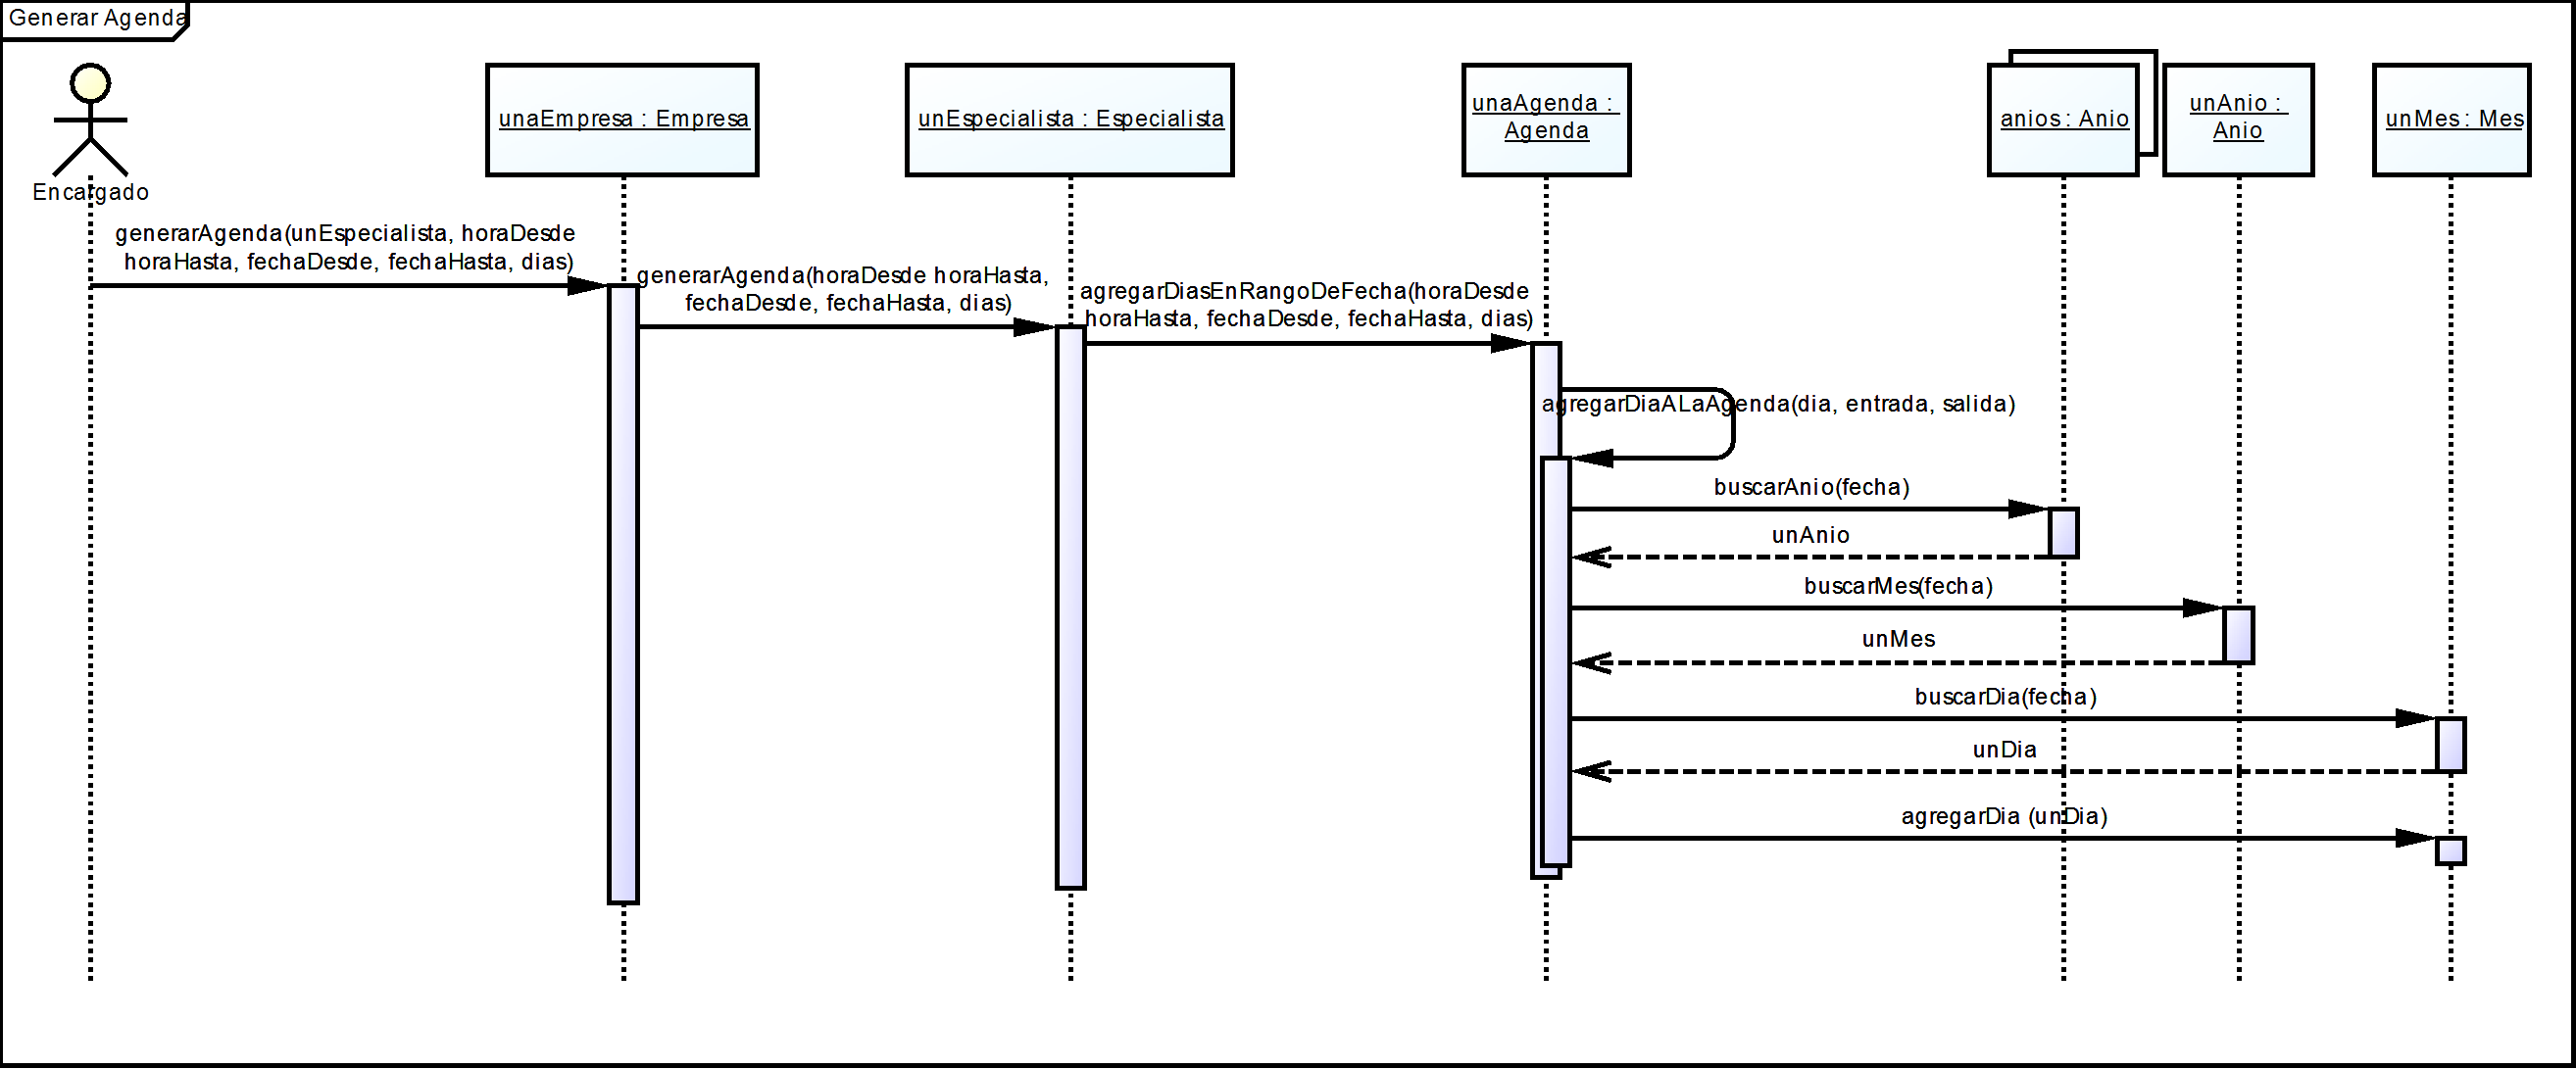 Generar Agenda
unaEmpresa : Empresa
unEspecialista : Especialista
unaAgenda :
Agenda
anios : Anio
unAnio :
Anio
unMes : Mes
Encargado
generarAgenda(unEspecialista, horaDesde
horaHasta, fechaDesde, fechaHasta, dias)
generarAgenda(horaDesde horaHasta,
fechaDesde, fechaHasta, dias)
agregarDiasEnRangoDeFecha(horaDesde
horaHasta, fechaDesde, fechaHasta, dias)
agregarDiaALaAgenda(dia, entrada, salida)
buscarAnio(fecha)
unAnio
buscarMes(fecha)
unMes
buscarDia(fecha)
unDia
agregarDia (unDia)